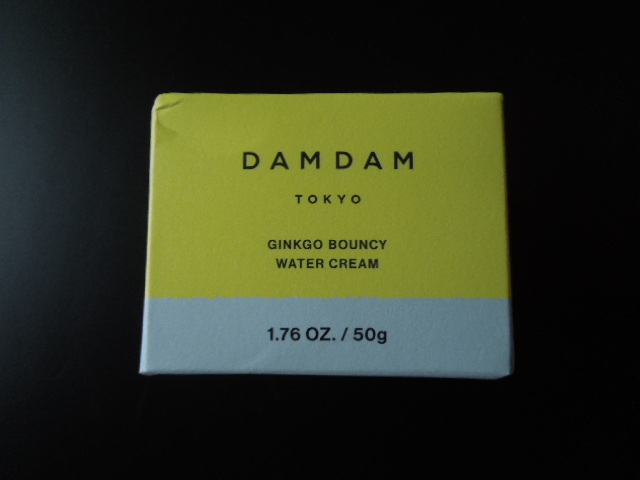 DAMDAM
TOKYO
GINKGO BOUNCY
WATER CREAM
1.76 OZ. / 50g